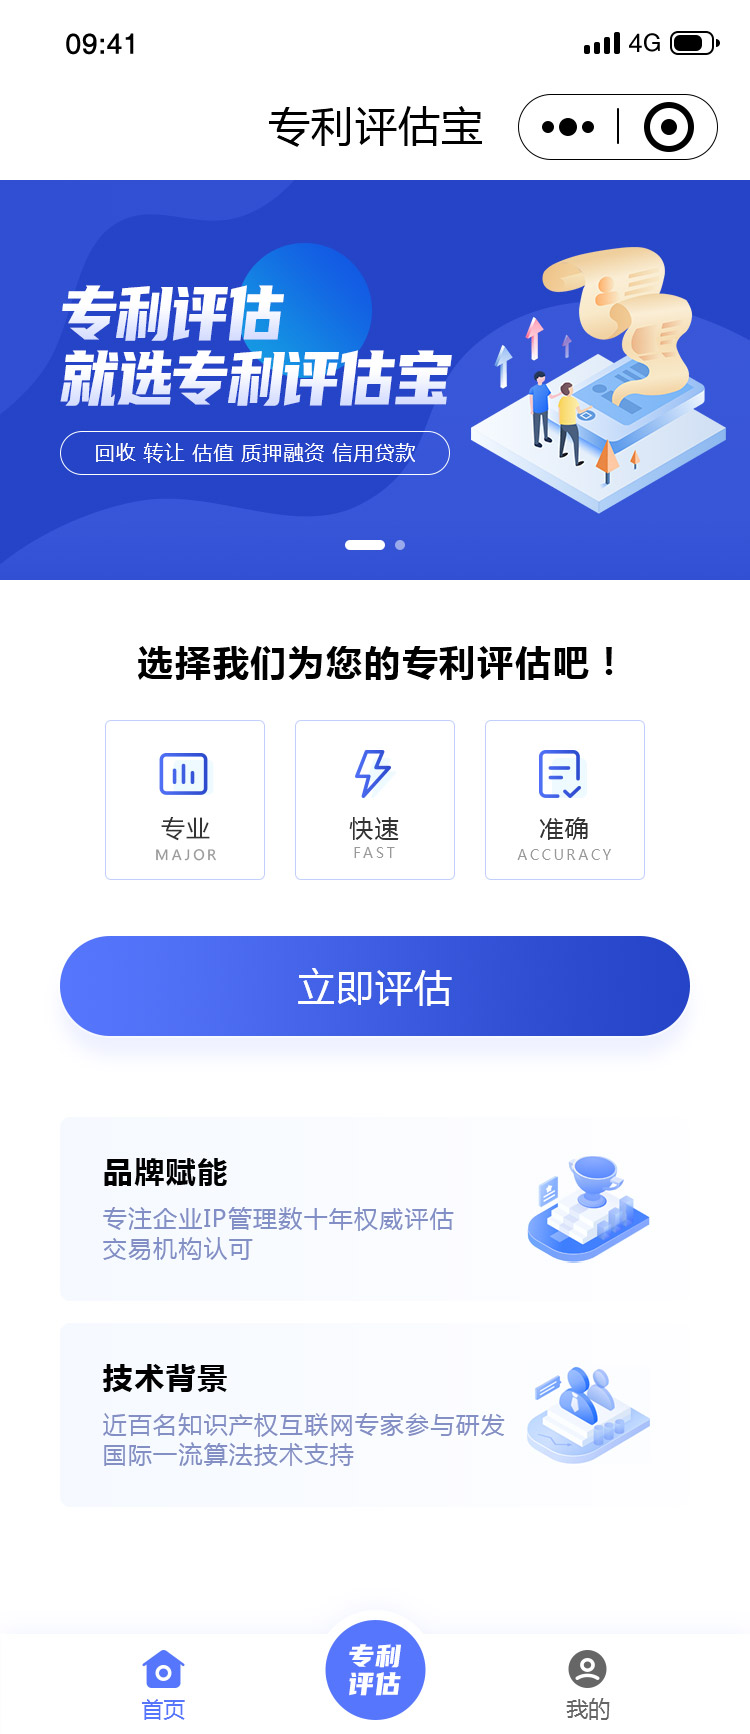 09:41
4G
专利评估宝
专利评估
就选专利评估宝
回收 转让 估值 质押融资 信用贷款
选择我们为您的专利评估吧！
专业
MAJOR
快速
FAST
准确
ACCURACY
立即评估
品牌赋能
专注企业IP管理数十年权威评估
交易机构认可
技术背景
近百名知识产权互联网专家参与研发
国际一流算法技术支持
首页
专利
评估
我的